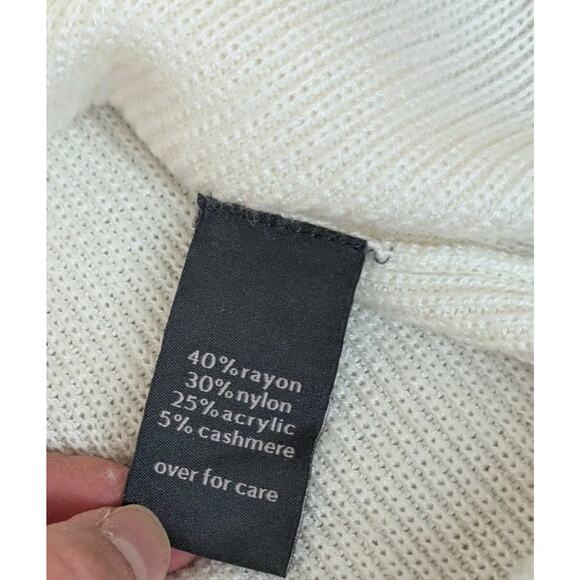 40%rayon
30%nylon
25%acrylic
5% cashmere
over for care